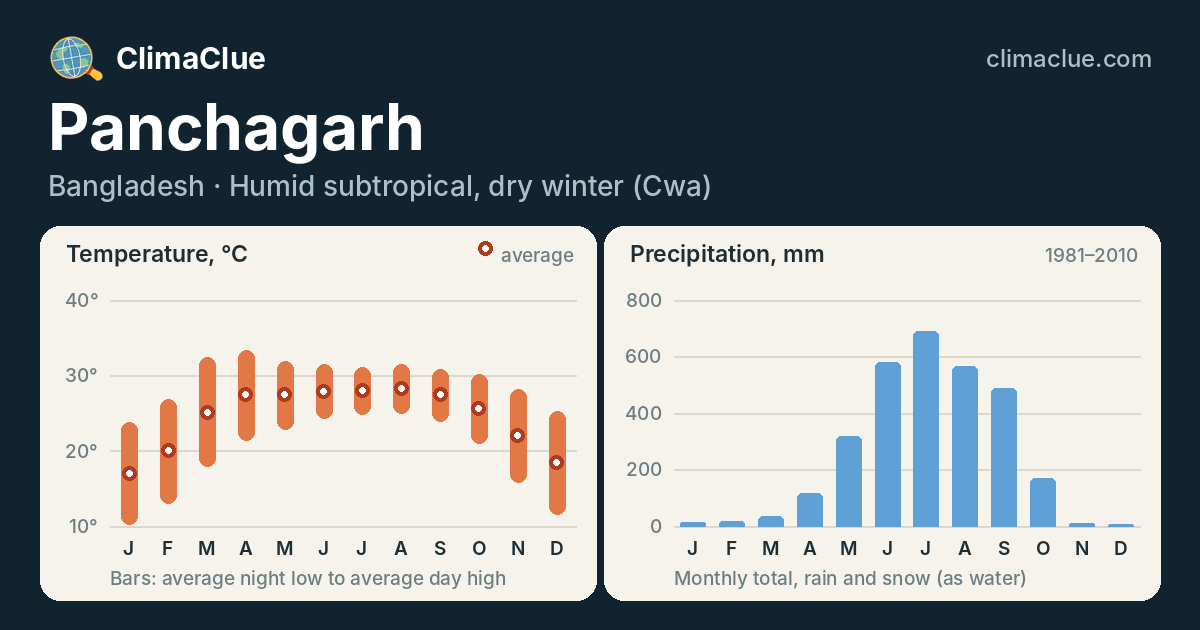 ClimaClue
climaclue.com
Panchagarh
Bangladesh · Humid subtropical, dry winter (Cwa)
Temperature, °C
average
40°
30°
20°
10°
J F M A M J J A S O N D
Bars: average night low to average day high
Precipitation, mm
1981–2010
800
600
400
200
0
J F M A M J J A S O N D
Monthly total, rain and snow (as water)